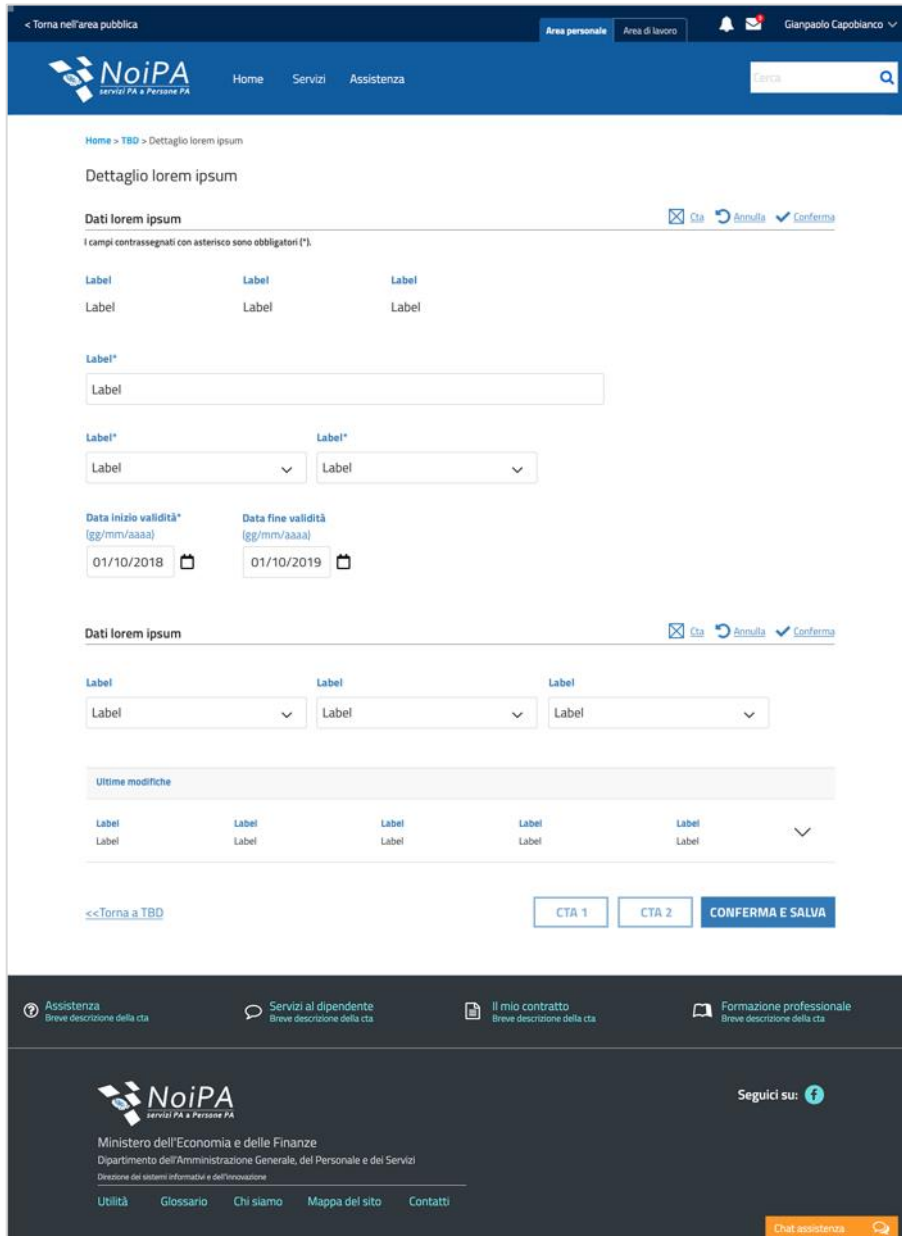 < Torna nell'area pubblica
Area personale
Area di lavoro
Gianpaolo Capobianco
NoiPA
servizi PA a Persone PA
Home
Servizi
Assistenza
Cerca
Home > TBD > Dettaglio lorem ipsum
Dettaglio lorem ipsum
Dati lorem ipsum
Cta
Annulla
Conferma
I campi contrassegnati con asterisco sono obbligatori (*).
Label
Label
Label
Label
Label
Label
Label*
Label
Label*
Label*
Label
Label
Data inizio validità*
Data fine validità
(gg/mm/aaaa)
(gg/mm/aaaa)
01/10/2018
01/10/2019
Dati lorem ipsum
Cta
Annulla
Conferma
Label
Label
Label
Label
Label
Label
Ultime modifiche
Label
Label
Label
Label
Label
Label
Label
Label
Label
Label
<<Torna a TBD
CTA 1
CTA 2
CONFERMA E SALVA
Assistenza
Breve descrizione della cta
Servizi al dipendente
Breve descrizione della cta
Il mio contratto
Breve descrizione della cta
Formazione professionale
Breve descrizione della cta
NoiPA
servizi PA a Persone PA
Seguici su:
Ministero dell'Economia e delle Finanze
Dipartimento dell'Amministrazione Generale, del Personale e dei Servizi
Direzione dei sistemi informativi e dell'innovazione
Utilità
Glossario
Chi siamo
Mappa del sito
Contatti
Chat assistenza